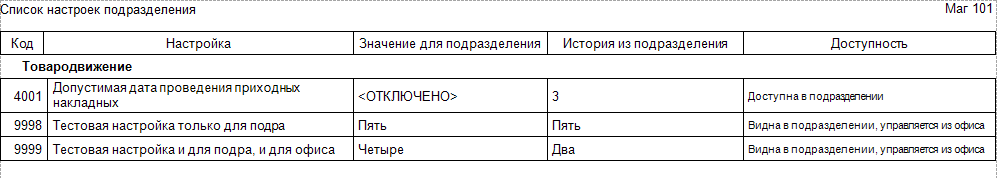 Список настроек подразделения Маг 101
Код Настройка Значение для подразделения История из подразделения Доступность
Товародвижение
4001 Допустимая дата проведения приходных накладных <ОТКЛЮЧЕНО> 3 Доступна в подразделении
9998 Тестовая настройка только для подра Пять Пять Видна в подразделении, управляется из офиса
9999 Тестовая настройка и для подра, и для офиса Четыре Два Видна в подразделении, управляется из офиса